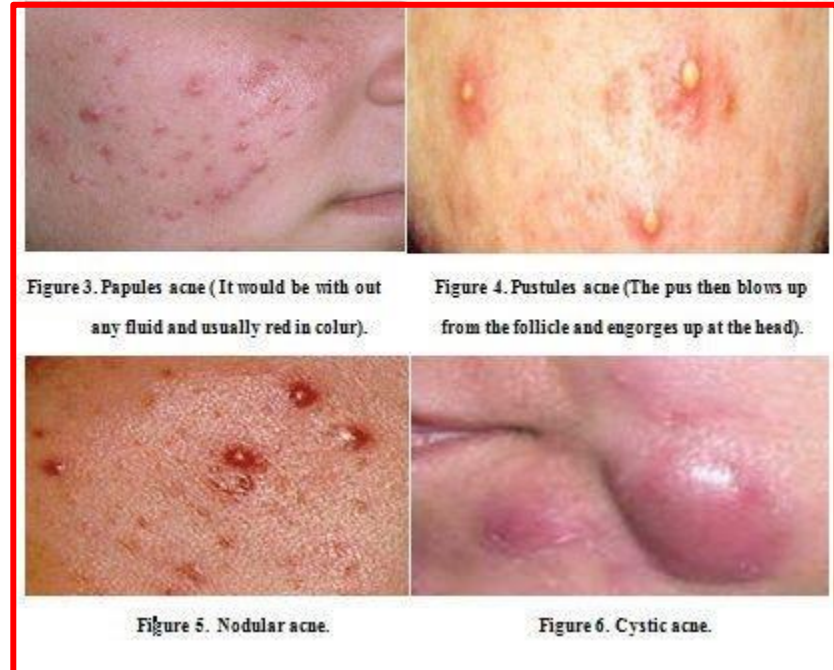 Figure 3. Papules acne ( It would be with out
any fluid and usually red in colur).
Figure 4. Pustules acne (The pus then blows up
from the follicle and engorges up at the head).
Figure 5. Nodular acne.
Figure 6. Cystic acne.